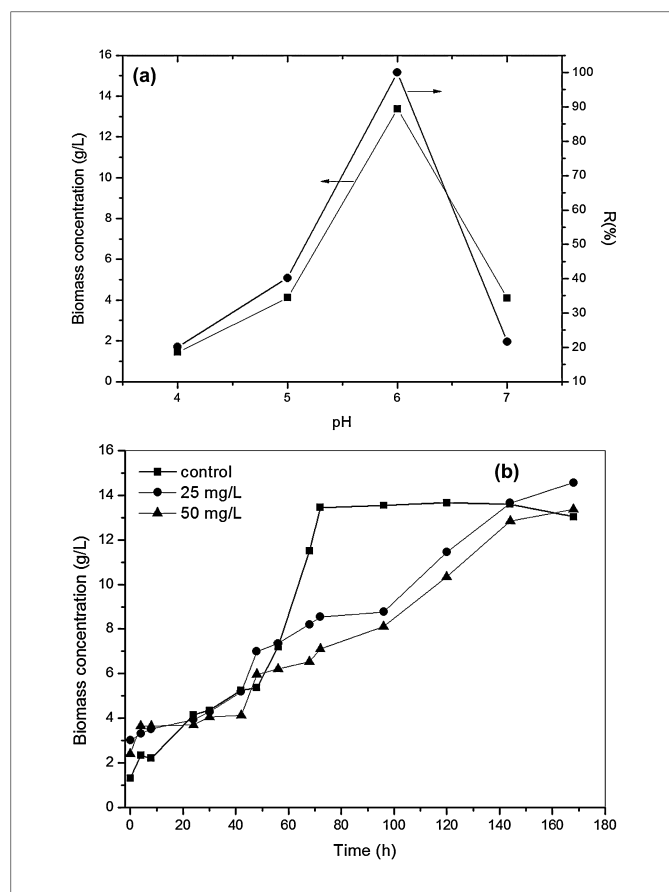 (a)
16
14
12
10
8
6
4
2
0
Biomass concentration (g/L)
100
90
80
70
60
50
40
30
20
10
R(%)
4 5 6 7
pH
(b)
control
25 mg/L
50 mg/L
16
14
12
10
8
6
4
2
0
Biomass concentration (g/L)
0 20 40 60 80 100 120 140 160 180
Time (h)